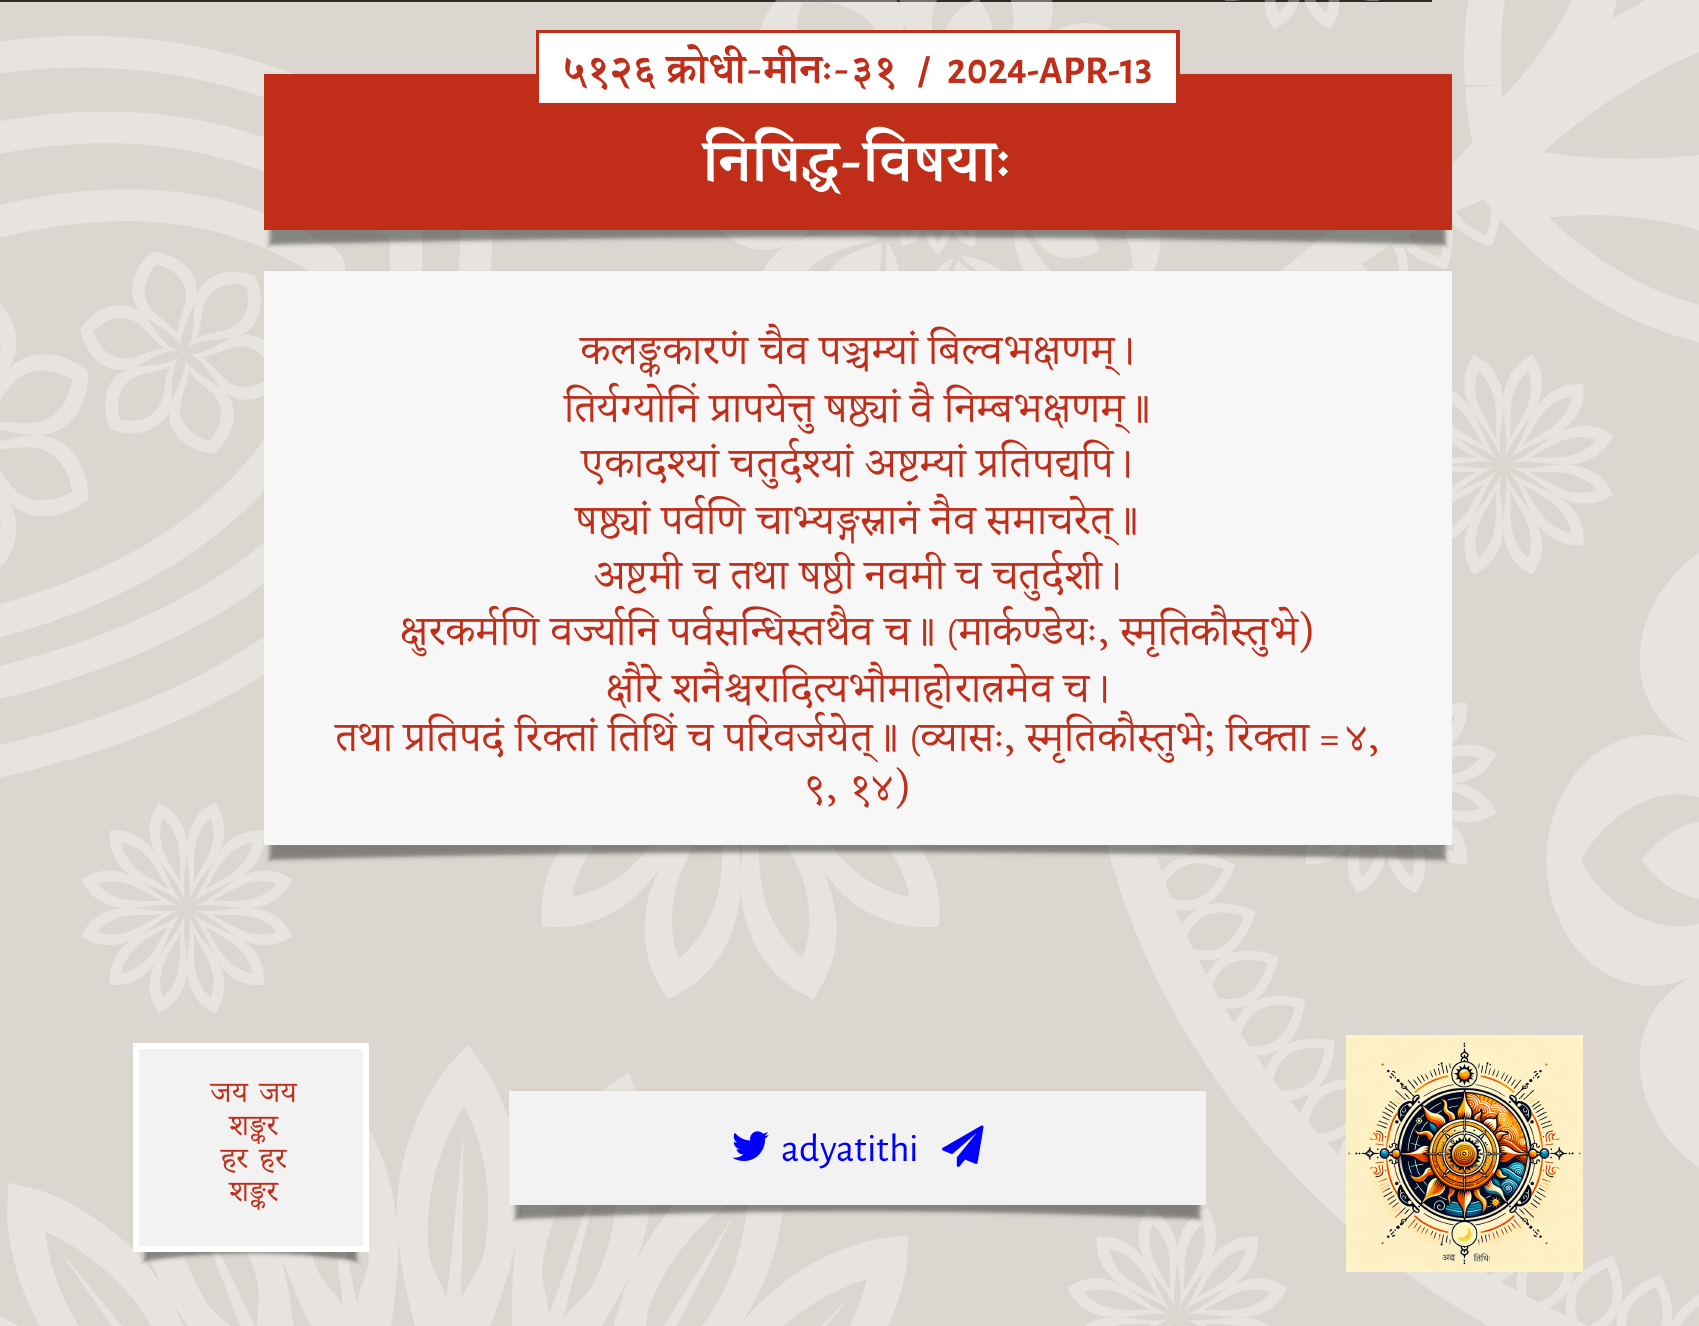 ५१२६ क्रोधी-मीनः-३१ / 2024-APR-13
निषिद्ध-विषयाः
कलङ्ककारणं चैव पञ्चम्यां बिल्वभक्षणम्।
तिर्यग्योनिं प्रापयेत्तु षष्ठ्यां वै निम्बभक्षणम्॥
एकादश्यां चतुर्दश्यां अष्टम्यां प्रतिपद्यपि।
षष्ठ्यां पर्वणि चाभ्यङ्गस्नानं नैव समाचरेत्॥
अष्टमी च तथा षष्ठी नवमी च चतुर्दशी।
क्षुरकर्मणि वर्ज्यानि पर्वसन्धिस्तथैव च॥ (मार्कण्डेयः, स्मृतिकौस्तुभे)
क्षौरे शनैश्चरादित्यभौमाहोरात्रमेव च।
तथा प्रतिपदं रिक्तां तिथिं च परिवर्जयेत्॥ (व्यासः, स्मृतिकौस्तुभे; रिक्ता = ४,
९, १४)
जय जय
शङ्कर
हर हर
शङ्कर
adyatithi
अद्य तिथिः